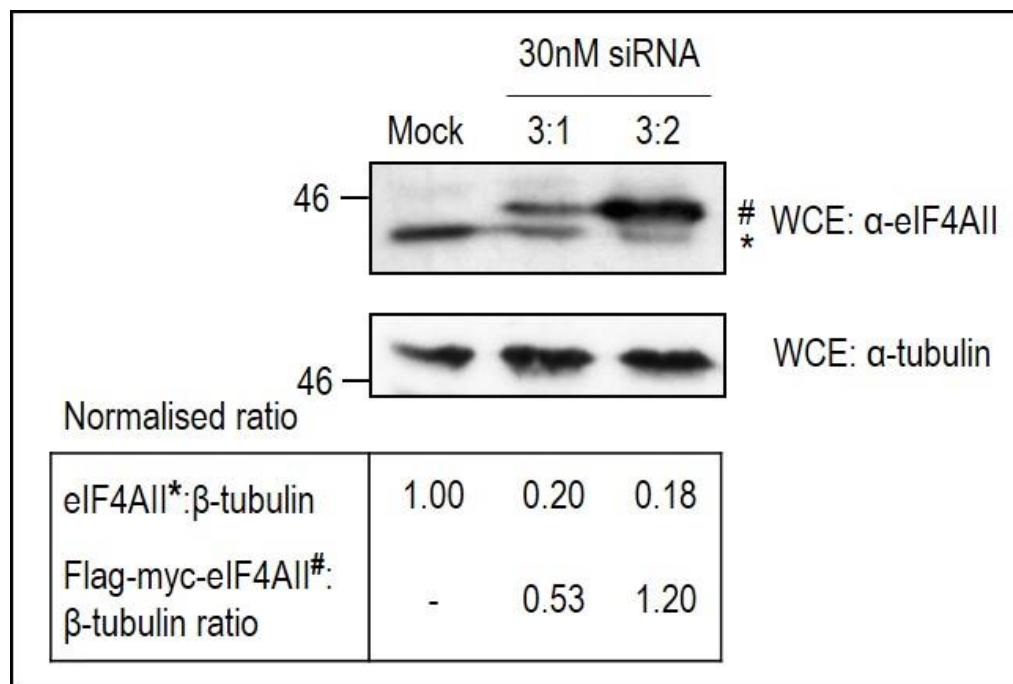 30nM siRNA
Mock 3:1 3:2
46
# WCE: α-eIF4AII
*
WCE: α-tubulin
46
Normalised ratio
eIF4AII*:β-tubulin 1.00 0.20 0.18
Flag-myc-eIF4AII#:
β-tubulin ratio - 0.53 1.20